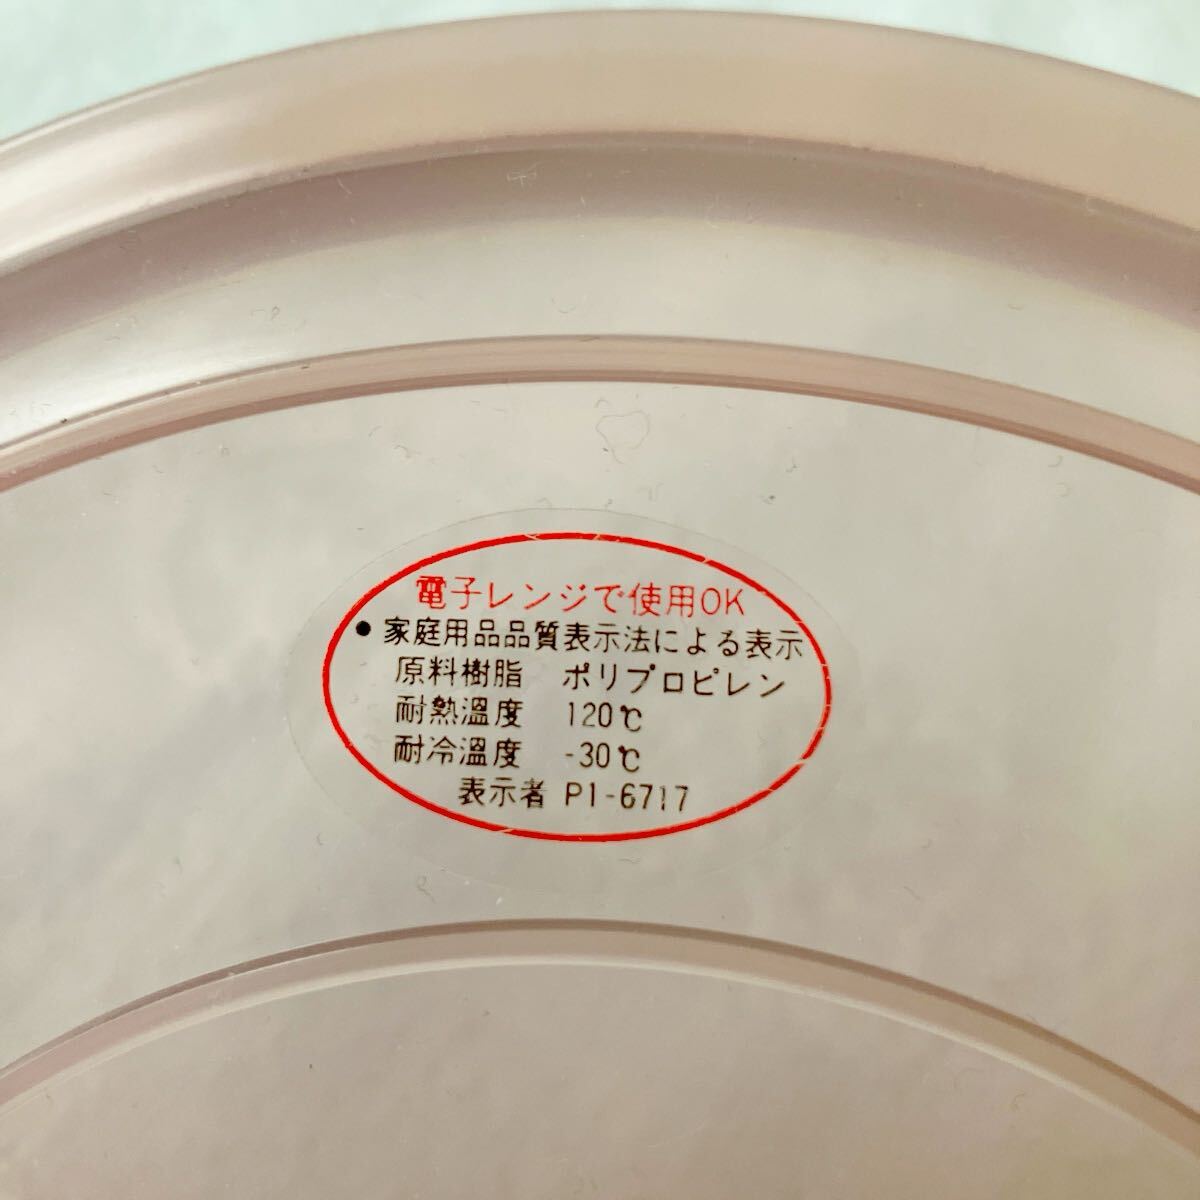 電子レンジで使用OK
●家庭用品品質表示法による表示
原料樹脂 ポリプロピレン
耐熱温度 120℃
耐冷温度 -30℃
表示者 P1-6717